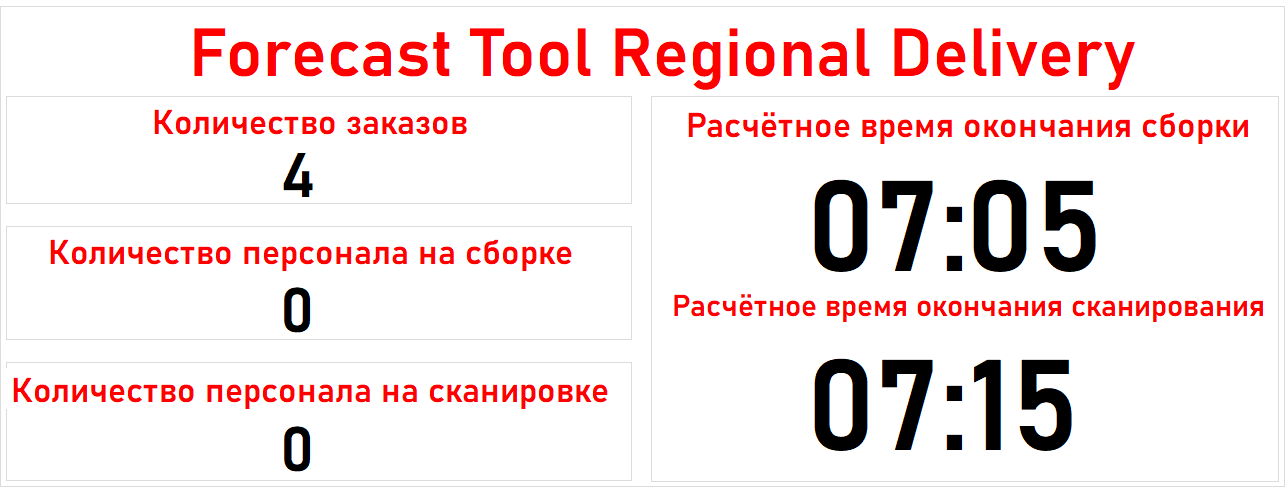 Forecast Tool Regional Delivery
Количество заказов
4
Количество персонала на сборке
0
Количество персонала на сканировке
0
Расчётное время окончания сборки
07:05
Расчётное время окончания сканирования
07:15